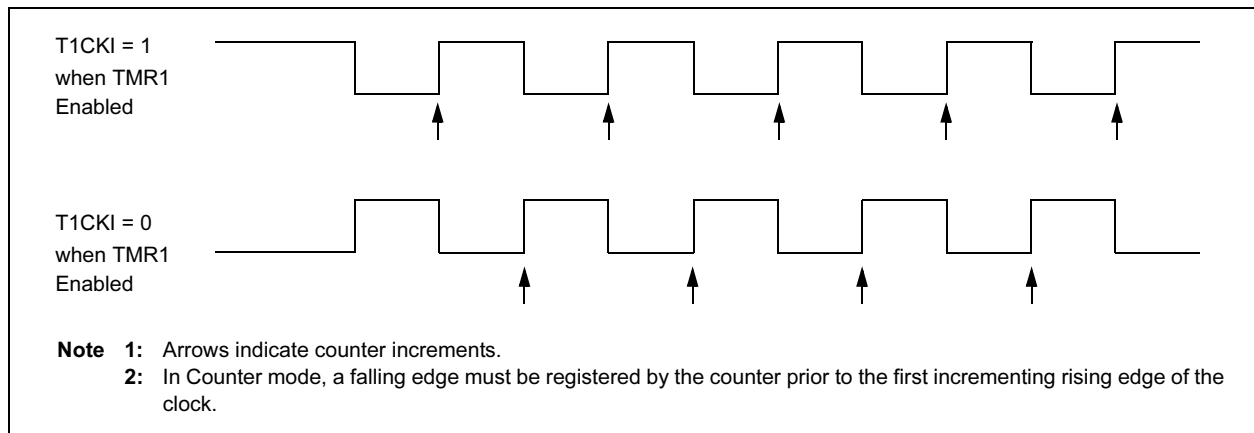 T1CKI = 1
when TMR1
Enabled
T1CKI = 0
when TMR1
Enabled
Note 1: Arrows indicate counter increments.
2: In Counter mode, a falling edge must be registered by the counter prior to the first incrementing rising edge of the
clock.